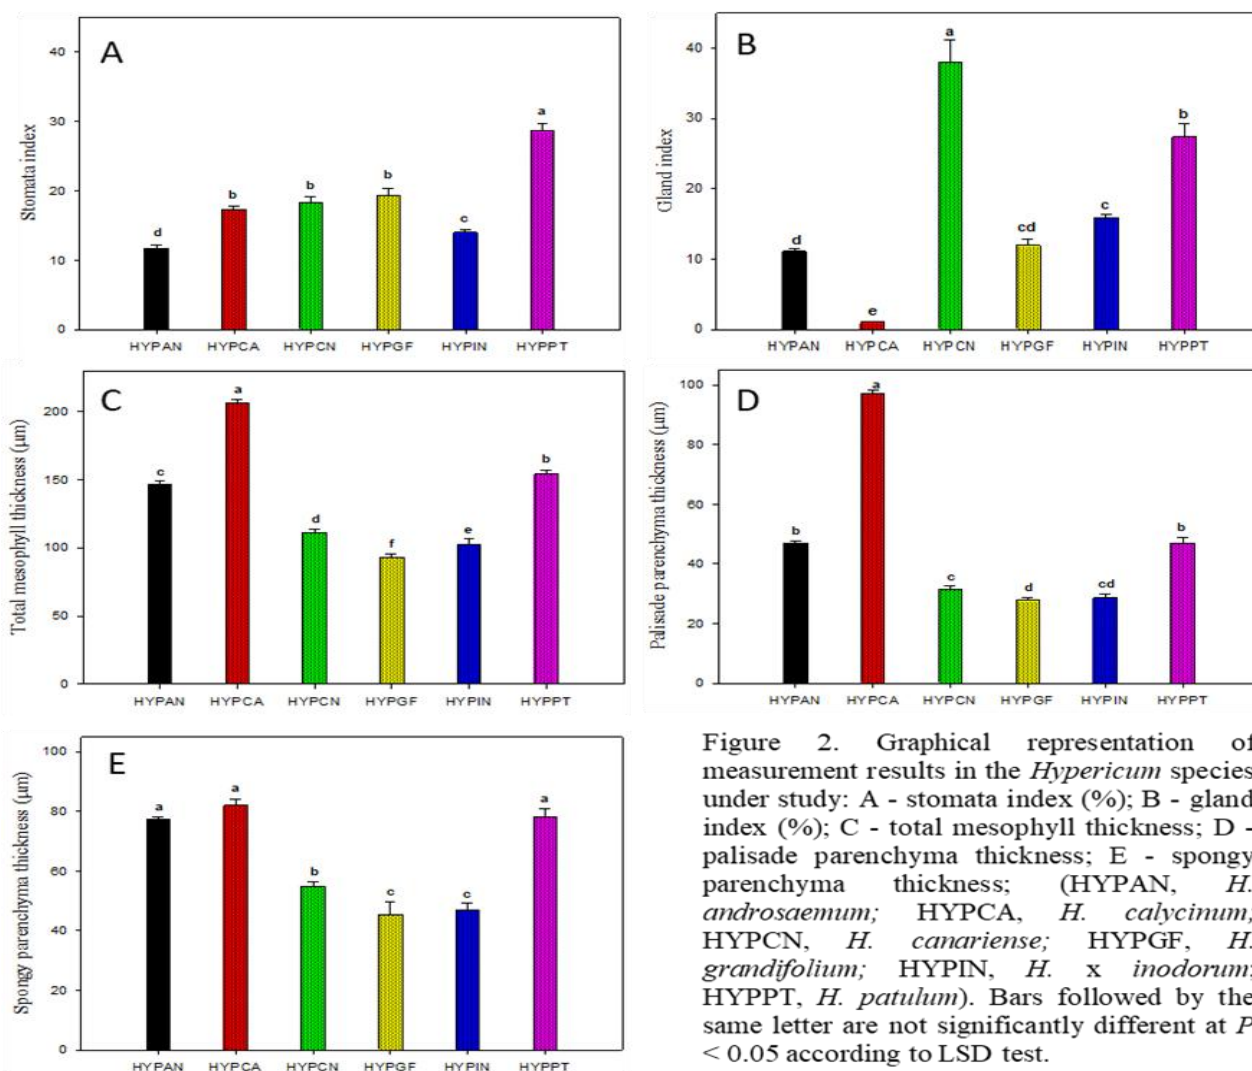 A
Stomata index
40
30
20
10
0
d
b
b
b
c
a
HYPAN HYPCA HYPCN HYPGF HYPIN HYPPT
B
Gland index
40
30
20
10
0
d
e
a
cd
c
b
HYPAN HYPCA HYPCN HYPGF HYPIN HYPPT
C
Total mesophyll thickness (µm)
200
150
100
50
0
c
a
d
f
e
b
HYPAN HYPCA HYPCN HYPGF HYPIN HYPPT
D
Palisade parenchyma thickness (µm)
100
80
60
40
20
0
b
a
c
d
cd
b
HYPAN HYPCA HYPCN HYPGF HYPIN HYPPT
E
Spongy parenchyma thickness (µm)
100
80
60
40
20
0
a
a
b
c
c
a
HYPAN HYPCA HYPCN HYPGF HYPIN HYPPT
Figure 2. Graphical representation of
measurement results in the Hypericum species
under study: A - stomata index (%); B - gland
index (%); C - total mesophyll thickness; D -
palisade parenchyma thickness; E - spongy
parenchyma thickness; (HYPAN, H.
androsaemum; HYPCA, H. calycinum;
HYPCN, H. canariense; HYPGF, H.
grandifolium; HYPIN, H. x inodorum;
HYPPT, H. patulum). Bars followed by the
same letter are not significantly different at P
< 0.05 according to LSD test.